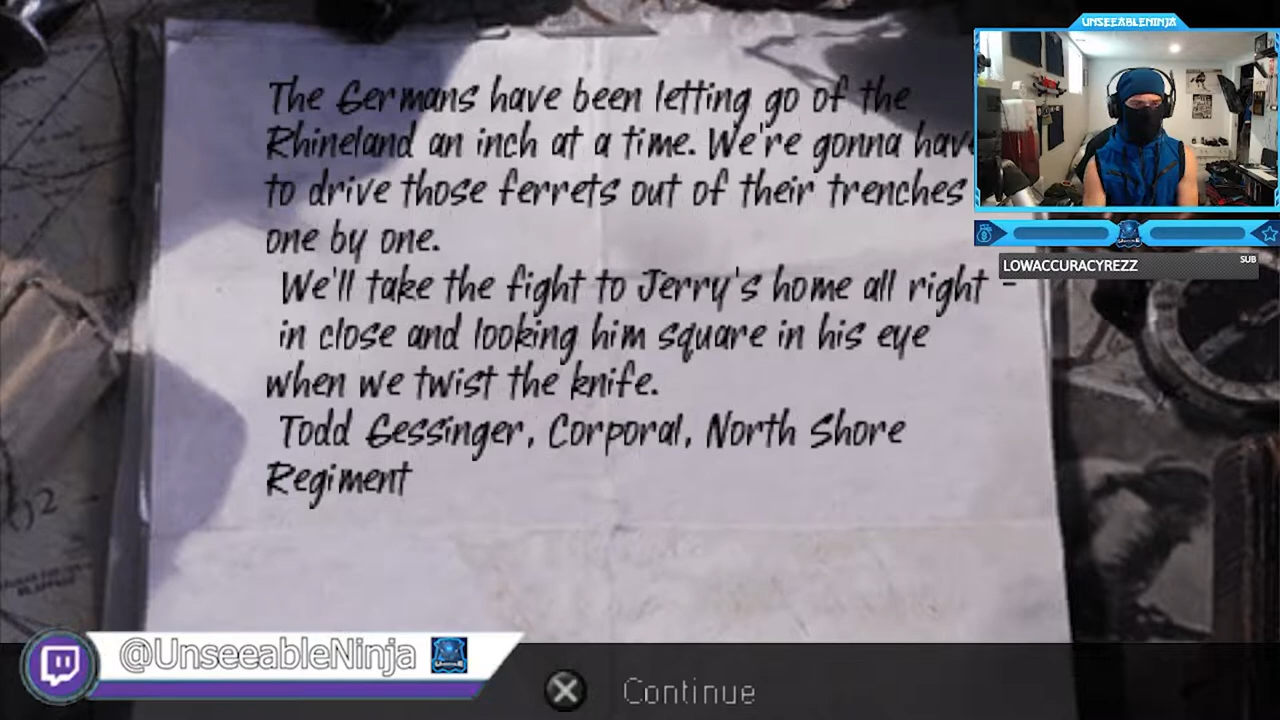 UNSEEABLENINJA
The Germans have been letting go of the
Rhineland an inch at a time. We're gonna have
to drive those ferrets out of their trenches
one by one.
We'll take the fight to Jerry's home all right -
in close and looking him square in his eye
when we twist the knife.
Todd Gessinger, Corporal, North Shore
Regiment
LOWACCURACYREZZ
SUB
@UnseeableNinja
Continue